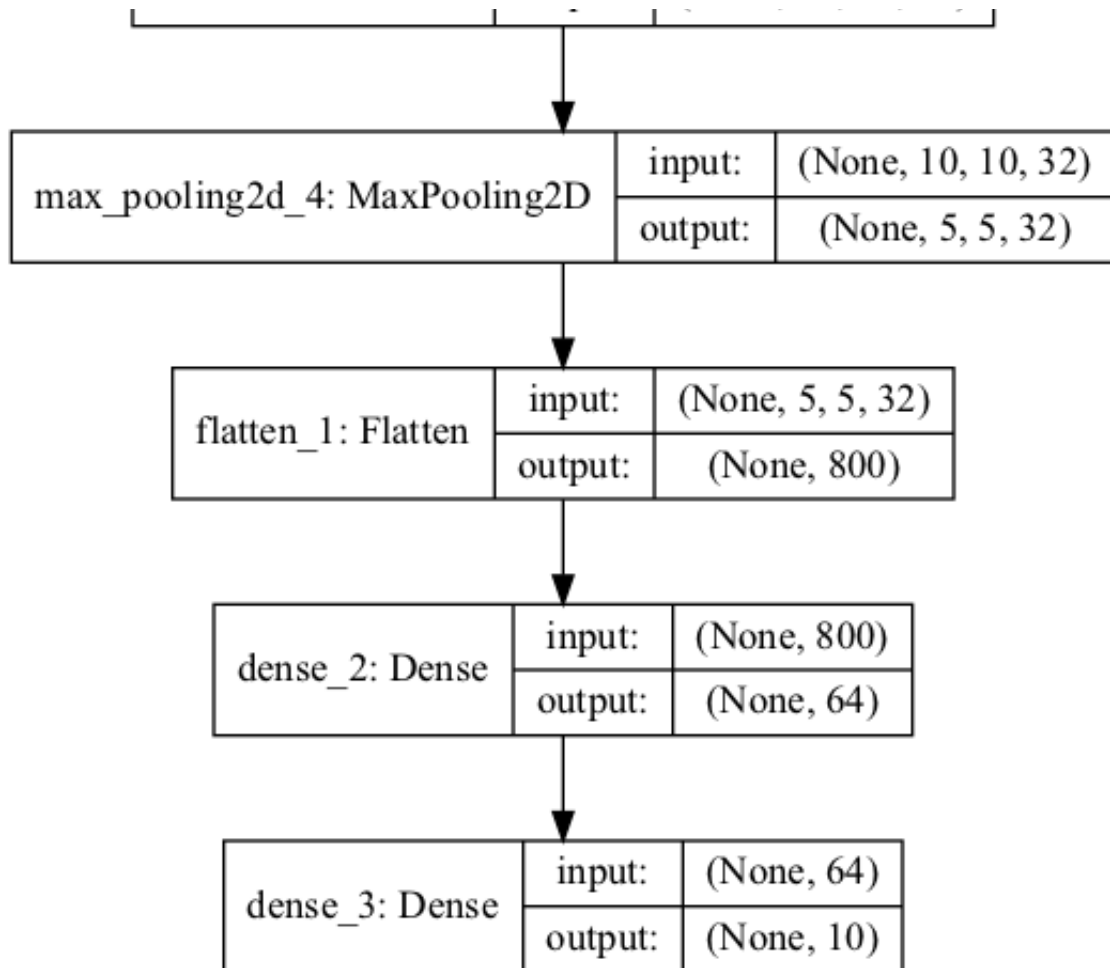 max_pooling2d_4: MaxPooling2D
input:
(None, 10, 10, 32)
output:
(None, 5, 5, 32)
flatten_1: Flatten
input:
(None, 5, 5, 32)
output:
(None, 800)
dense_2: Dense
input:
(None, 800)
output:
(None, 64)
dense_3: Dense
input:
(None, 64)
output:
(None, 10)